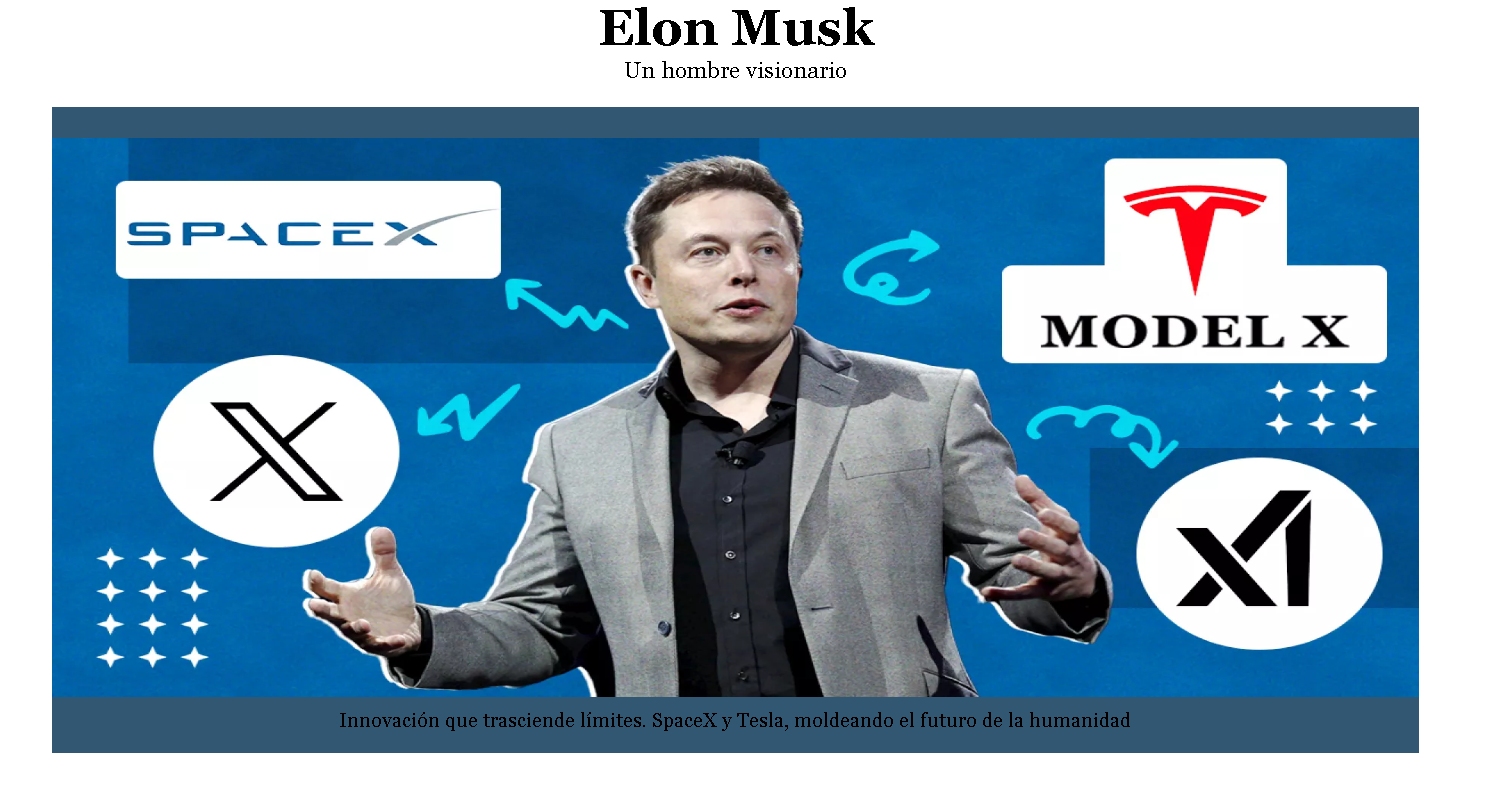 Elon Musk
Un hombre visionario
SPACEX
MODEL X
X
xI
Innovación que trasciende límites. SpaceX y Tesla, moldeando el futuro de la humanidad